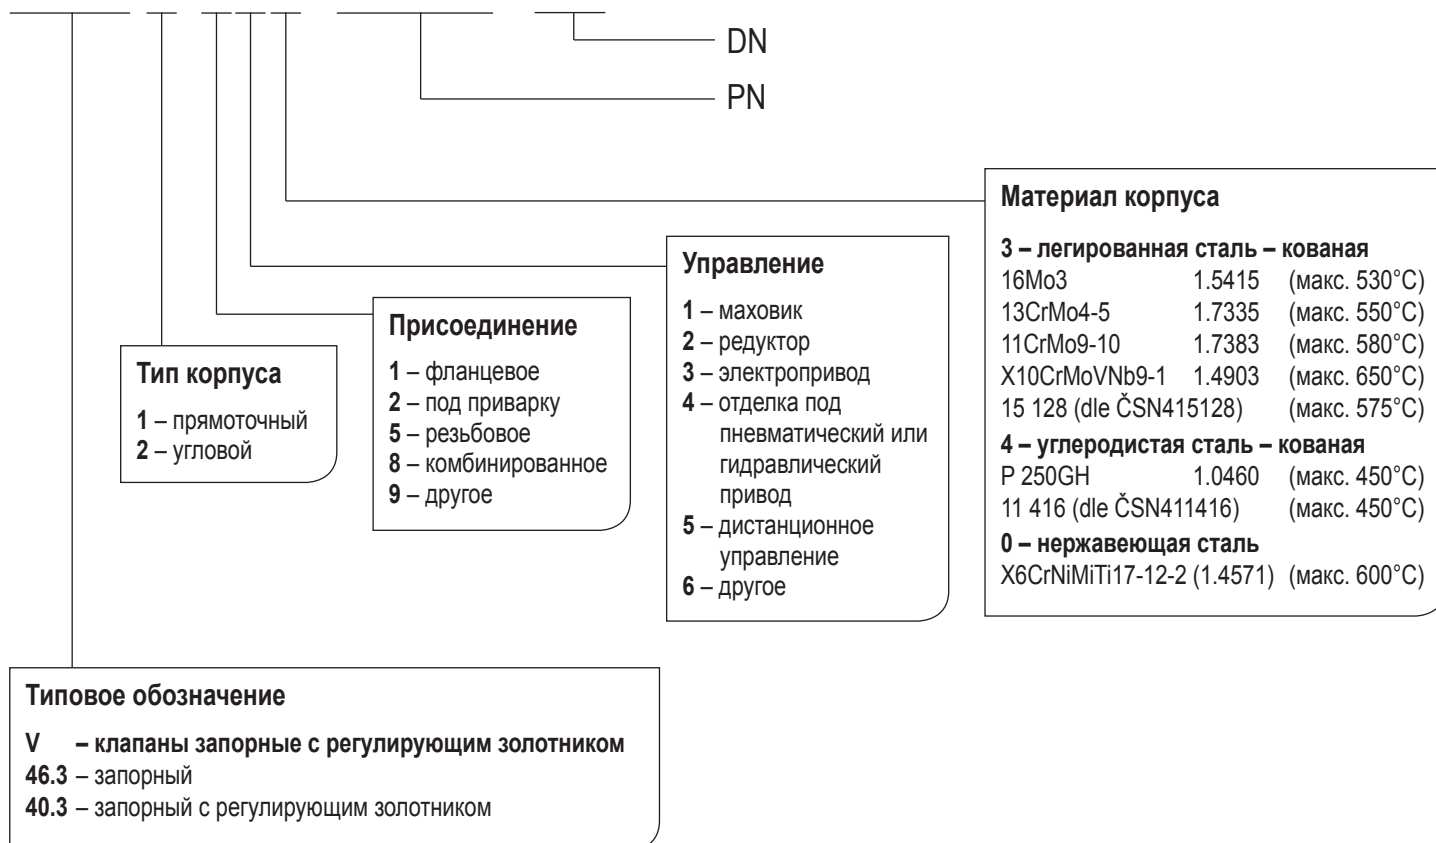 DN
PN
Материал корпуса
3 – легированная сталь – кованая
16Mo3 1.5415 (макс. 530°C)
13CrMo4-5 1.7335 (макс. 550°C)
11CrMo9-10 1.7383 (макс. 580°C)
X10CrMoVNb9-1 1.4903 (макс. 650°C)
15 128 (dle ČSN415128) (макс. 575°C)
4 – углеродистая сталь – кованая
P 250GH 1.0460 (макс. 450°C)
11 416 (dle ČSN411416) (макс. 450°C)
0 – нержавеющая сталь
X6CrNiMiTi17-12-2 (1.4571) (макс. 600°C)
Управление
1 – маховик
2 – редуктор
3 – электропривод
4 – отделка под
пневматический или
гидравлический
привод
5 – дистанционное
управление
6 – другое
Присоединение
1 – фланцевое
2 – под приварку
5 – резьбовое
8 – комбинированное
9 – другое
Тип корпуса
1 – прямоточный
2 – угловой
Типовое обозначение
V – клапаны запорные с регулирующим золотником
46.3 – запорный
40.3 – запорный с регулирующим золотником